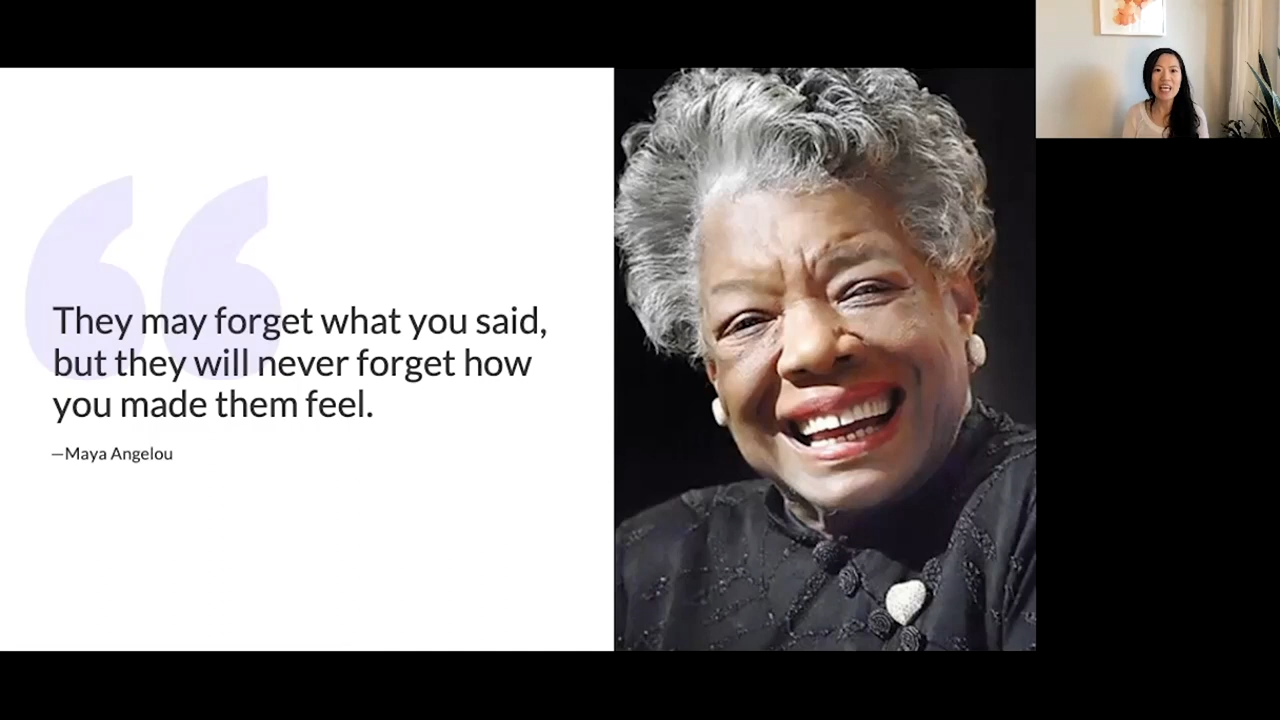 They may forget what you said,
but they will never forget how
you made them feel.
—Maya Angelou